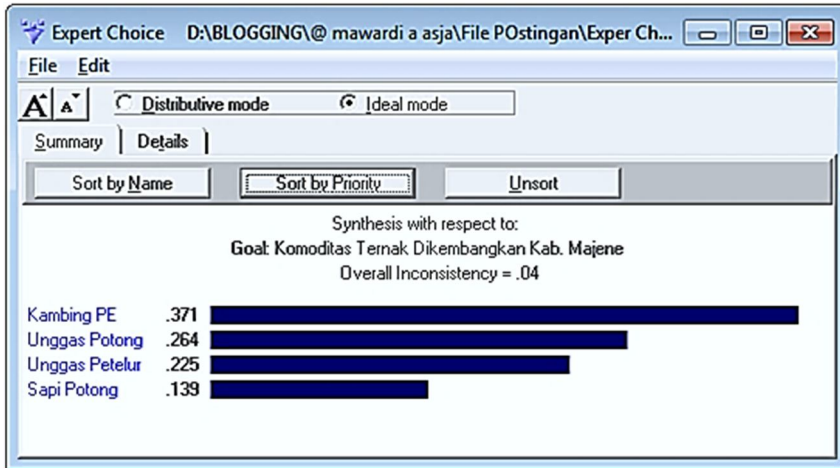 Expert Choice D:\BLOGGING\@ mawardi a asja\File POstingan\Exper Ch...
File Edit
A A Distributive mode Ideal mode
Summary Details
Sort by Name Sort by Priority Unsort
Synthesis with respect to:
Goal: Komoditas Ternak Dikembangkan Kab. Majene
Overall Inconsistency = .04
Kambing PE .371
Unggas Potong .264
Unggas Petelur .225
Sapi Potong .139